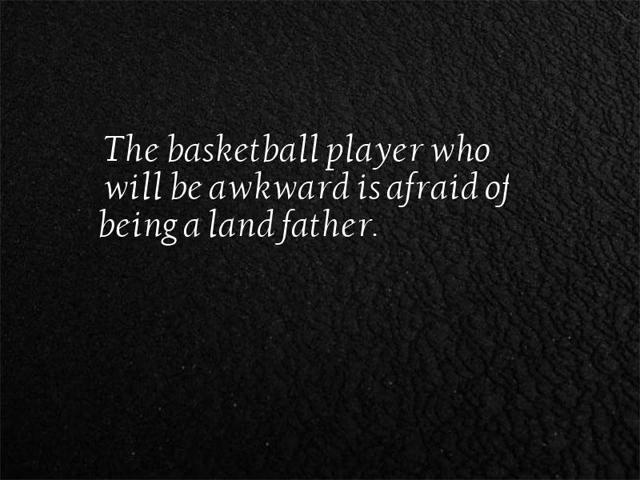 The basketball player who
will be awkward is afraid of
being a land father.